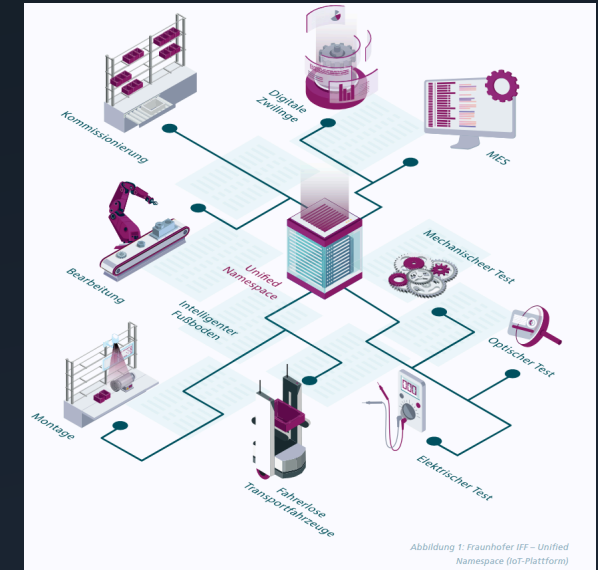 Digitale
Zwillinge
Kommissionierung
MES
Mechanischeer Test
Bearbeitung
Unified
Namespace
Intelligenter
Fußboden
Optischer Test
Montage
Elektrischer Test
Fahrerlose
Transportfahrzeuge
Abbildung 1: Fraunhofer IFF – Unified
Namespace (IoT-Plattform)